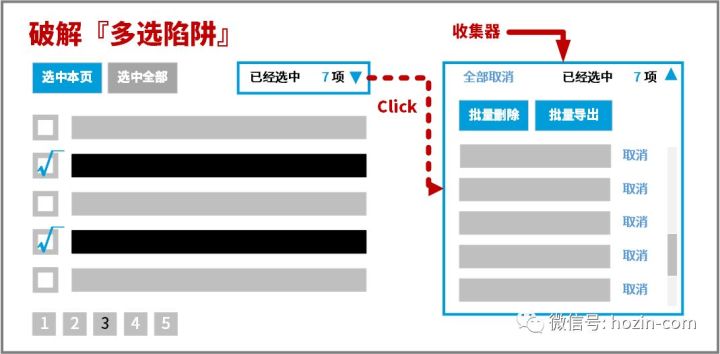 破解『多选陷阱』
选中本页 选中全部 已经选中 7 项
Click
1 2 3 4 5
收集器
全部取消 已经选中 7 项
批量删除 批量导出
取消
取消
取消
取消
取消
微信号: hozin-com